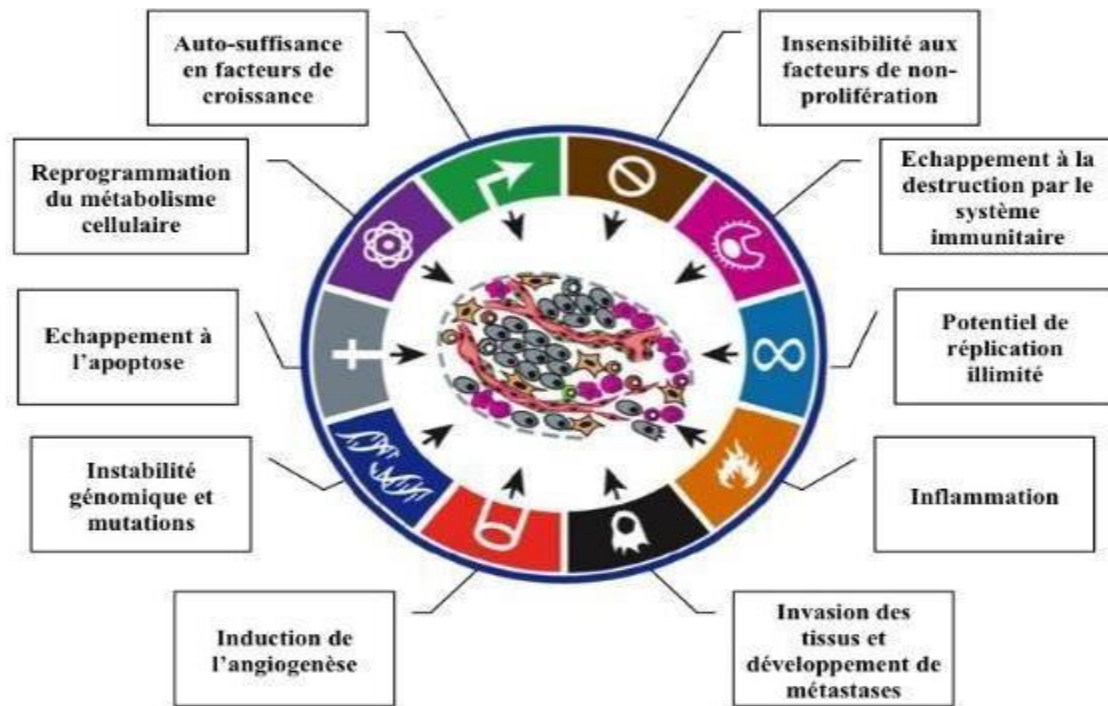 Auto-suffisance
en facteurs de
croissance
Insensibilité aux
facteurs de non-
prolifération
Reprogrammation
du métabolisme
cellulaire
Echappement à la
destruction par le
système
immunitaire
Echappement à
l'apoptose
Potentiel de
réplication
illimité
Instabilité
génomique et
mutations
Inflammation
Induction de
l'angiogenèse
Invasion des
tissus et
développement de
métastases